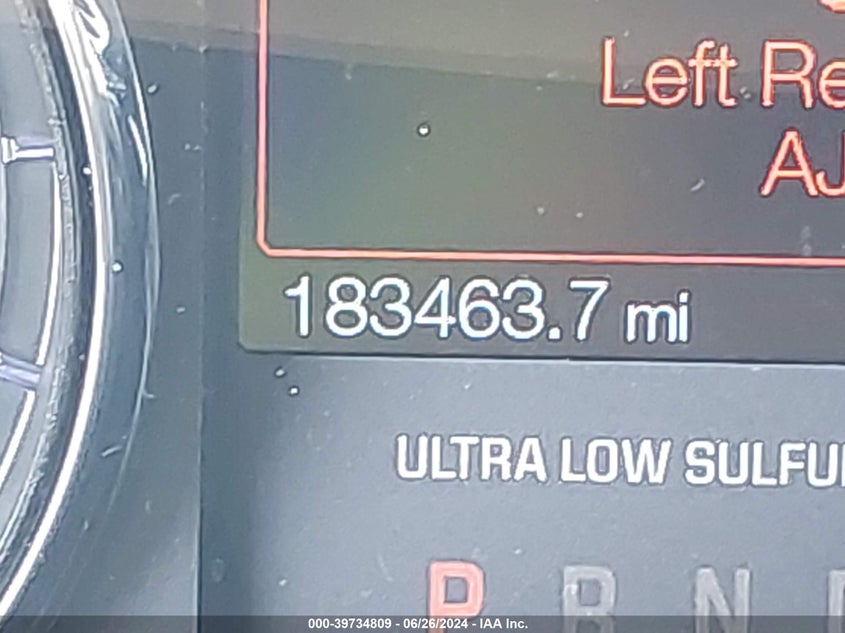 Left Re
AJ
183463.7 mi
ULTRA LOW SULFU
P R N
000-39734809 - 06/26/2024 - IAA Inc.